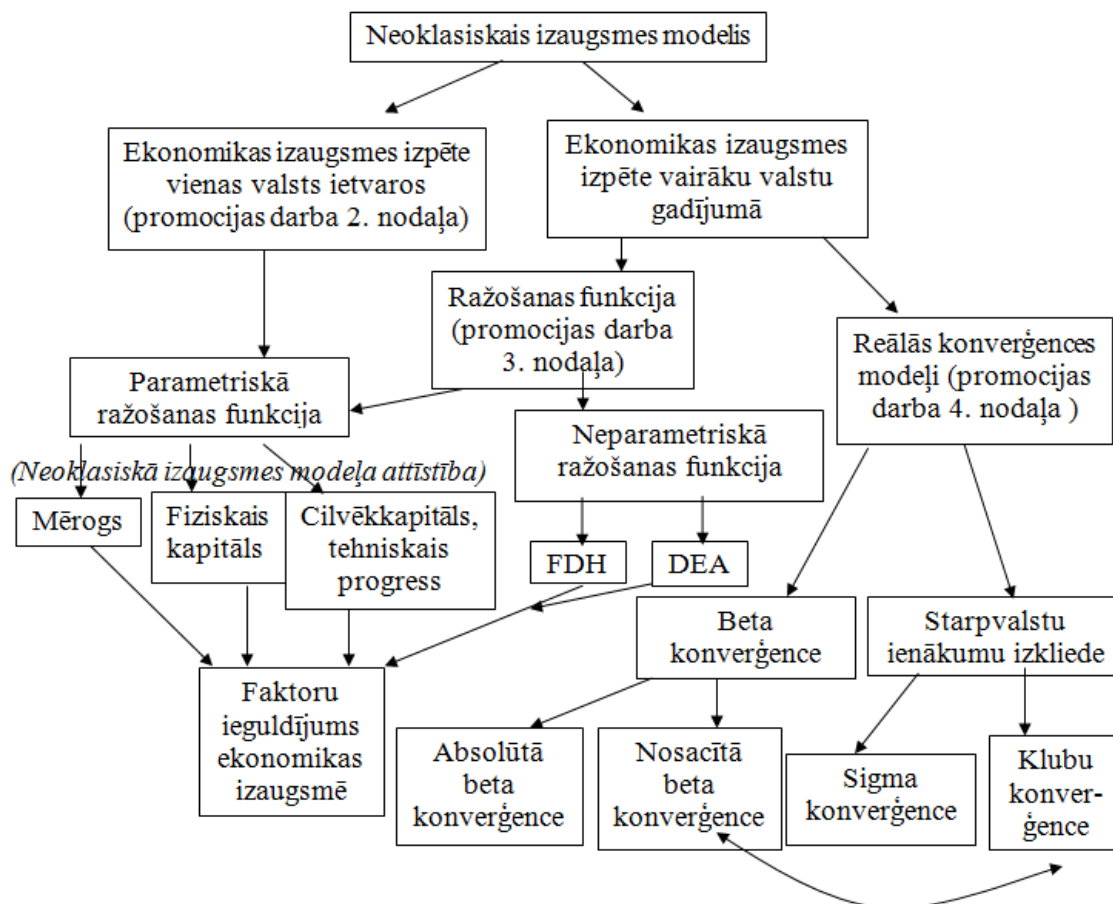 Neoklasiskais izaugsmes modelis
Ekonomikas izaugsmes izpēte
vienas valsts ietvaros
(promocijas darba 2. nodaļa)
Ekonomikas izaugsmes
izpēte vairāku valstu
gadījumā
Ražošanas funkcija
(promocijas darba
3. nodaļa)
Reālās konverģences
modeļi (promocijas
darba 4. nodaļa )
Parametriskā
ražošanas funkcija
Neparametriskā
ražošanas funkcija
(Neoklasiskā izaugsmes modeļa attīstība)
Mērogs
Fiziskais
kapitāls
Cilvēkkapitāls,
tehniskais
progress
FDH
DEA
Beta
konverģence
Starpvalstu
ienākumu izkliede
Faktoru
ieguldījums
ekonomikas
izaugsmē
Absolūtā
beta
konverģence
Nosacītā
beta
konverģence
Sigma
konverģence
Klubu
konver-
ģence